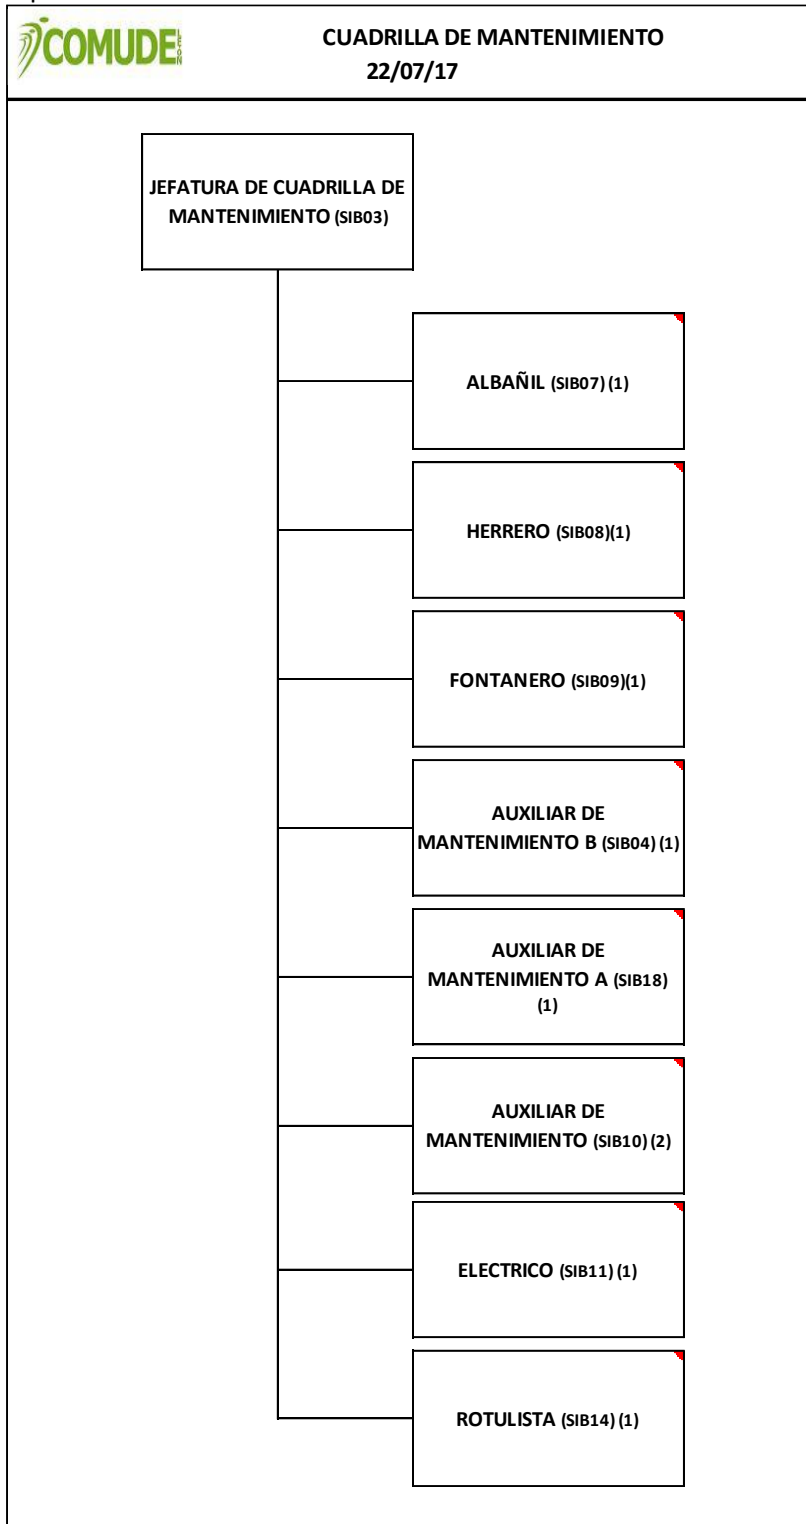 COMUDE LEON
CUADRILLA DE MANTENIMIENTO
22/07/17
JEFATURA DE CUADRILLA DE
MANTENIMIENTO (SIB03)
ALBAÑIL (SIB07) (1)
HERRERO (SIB08)(1)
FONTANERO (SIB09)(1)
AUXILIAR DE
MANTENIMIENTO B (SIB04) (1)
AUXILIAR DE
MANTENIMIENTO A (SIB18)
(1)
AUXILIAR DE
MANTENIMIENTO (SIB10) (2)
ELECTRICO (SIB11) (1)
ROTULISTA (SIB14) (1)